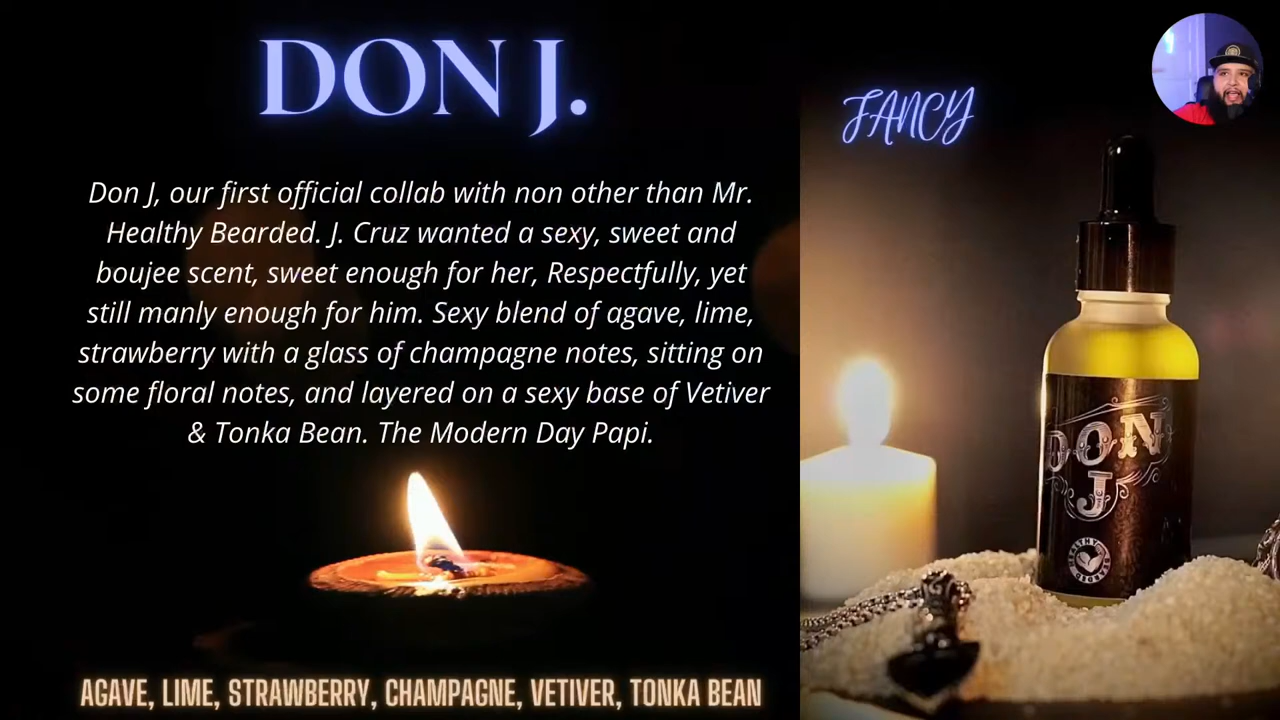 DON J.
FANCY
Don J, our first official collab with non other than Mr.
Healthy Bearded. J. Cruz wanted a sexy, sweet and
boujee scent, sweet enough for her, Respectfully, yet
still manly enough for him. Sexy blend of agave, lime,
strawberry with a glass of champagne notes, sitting on
some floral notes, and layered on a sexy base of Vetiver
& Tonka Bean. The Modern Day Papi.
DON
J
HEALTHY
BEARDED
AGAVE, LIME, STRAWBERRY, CHAMPAGNE, VETIVER, TONKA BEAN